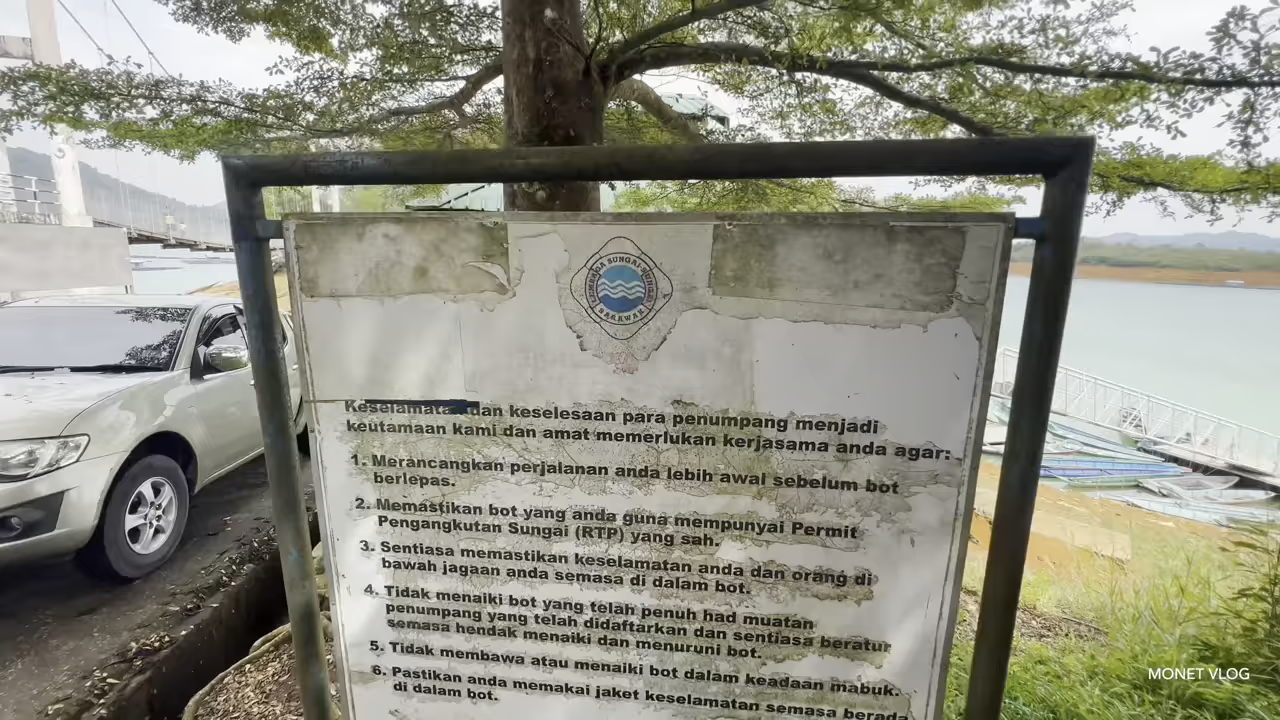 LEMBAGA SUNGAI-SUNGAI
SARAWAK
Keselamatan dan keselesaan para penumpang menjadi
keutamaan kami dan amat memerlukan kerjasama anda agar:
1. Merancangkan perjalanan anda lebih awal sebelum bot
berlepas.
2. Memastikan bot yang anda guna mempunyai Permit
Pengangkutan Sungai (RTP) yang sah.
3. Sentiasa memastikan keselamatan anda dan orang di
bawah jagaan anda semasa di dalam bot.
4. Tidak menaiki bot yang telah penuh had muatan
penumpang yang telah didaftarkan dan sentiasa beratur
semasa hendak menaiki dan menuruni bot.
5. Tidak membawa atau menaiki bot dalam keadaan mabuk.
6. Pastikan anda memakai jaket keselamatan semasa berada
di dalam bot.
MONET VLOG